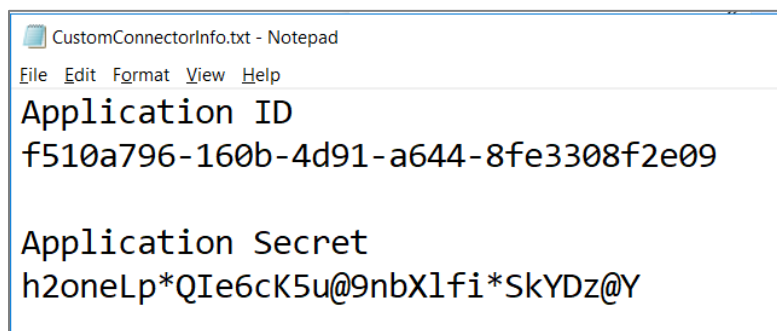 CustomConnectorInfo.txt - Notepad
File Edit Format View Help
Application ID
f510a796-160b-4d91-a644-8fe3308f2e09
Application Secret
h2oneLp*QIe6cK5u@9nbXlfi*SkYDz@Y